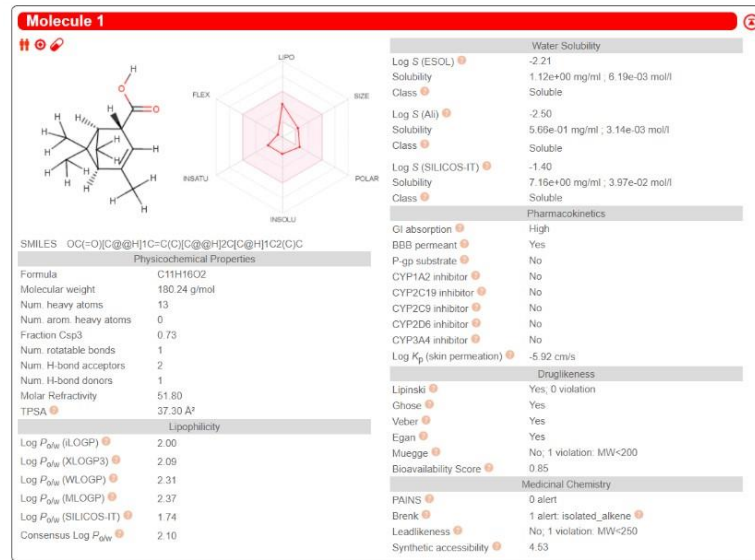 Molecule 1
H
O
O
H
H
H
H
H
H
H
H
H
H
H
H
H
LIPO
FLEX
SIZE
INSATU
POLAR
INSOLU
SMILES OC(=O)[C@@H]1C=C(C)[C@@H]2C[C@H]1C2(C)C
Physicochemical Properties
Formula C11H16O2
Molecular weight 180.24 g/mol
Num. heavy atoms 13
Num. arom. heavy atoms 0
Fraction Csp3 0.73
Num. rotatable bonds 1
Num. H-bond acceptors 2
Num. H-bond donors 1
Molar Refractivity 51.80
TPSA ? 37.30 Å²
Lipophilicity
Log Po/w (iLOGP) ? 2.00
Log Po/w (XLOGP3) ? 2.09
Log Po/w (WLOGP) ? 2.31
Log Po/w (MLOGP) ? 2.37
Log Po/w (SILICOS-IT) ? 1.74
Consensus Log Po/w ? 2.10
Water Solubility
Log S (ESOL) ? -2.21
Solubility 1.12e+00 mg/ml ; 6.19e-03 mol/l
Class ? Soluble
Log S (Ali) ? -2.50
Solubility 5.66e-01 mg/ml ; 3.14e-03 mol/l
Class ? Soluble
Log S (SILICOS-IT) ? -1.40
Solubility 7.16e+00 mg/ml ; 3.97e-02 mol/l
Class ? Soluble
Pharmacokinetics
GI absorption ? High
BBB permeant ? Yes
P-gp substrate ? No
CYP1A2 inhibitor ? No
CYP2C19 inhibitor ? No
CYP2C9 inhibitor ? No
CYP2D6 inhibitor ? No
CYP3A4 inhibitor ? No
Log Kp (skin permeation) ? -5.92 cm/s
Druglikeness
Lipinski ? Yes; 0 violation
Ghose ? Yes
Veber ? Yes
Egan ? Yes
Muegge ? No; 1 violation: MW<200
Bioavailability Score ? 0.85
Medicinal Chemistry
PAINS ? 0 alert
Brenk ? 1 alert: isolated_alkene ?
Leadlikeness ? No; 1 violation: MW<250
Synthetic accessibility ? 4.53